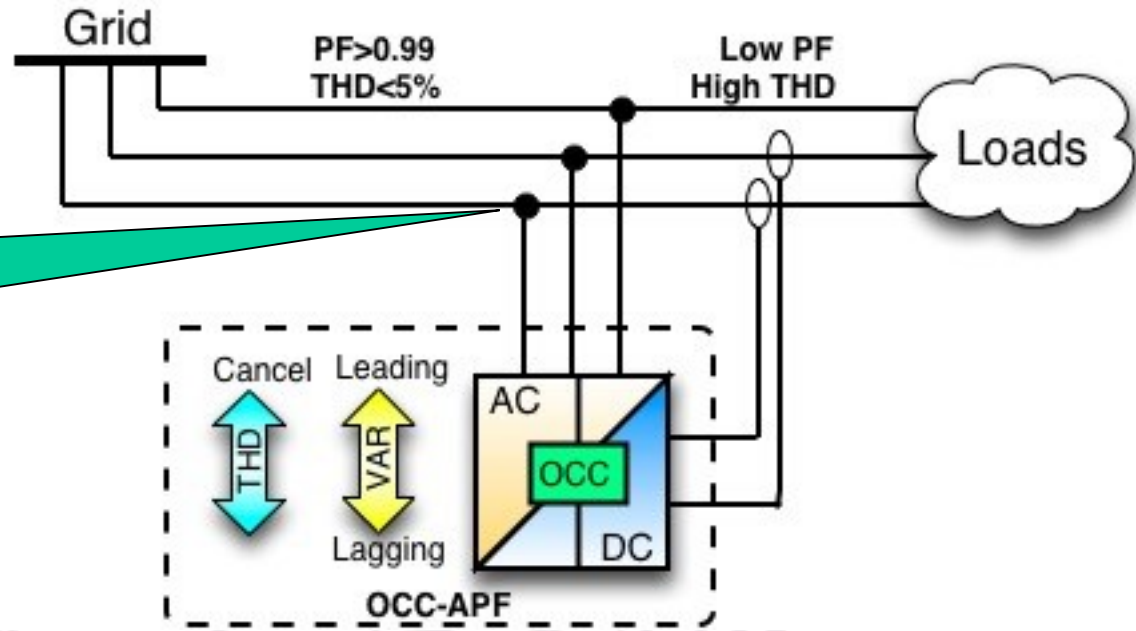 Grid
PF>0.99
THD<5%
Low PF
High THD
Loads
Cancel
Leading
THD
VAR
Lagging
AC
OCC
DC
OCC-APF